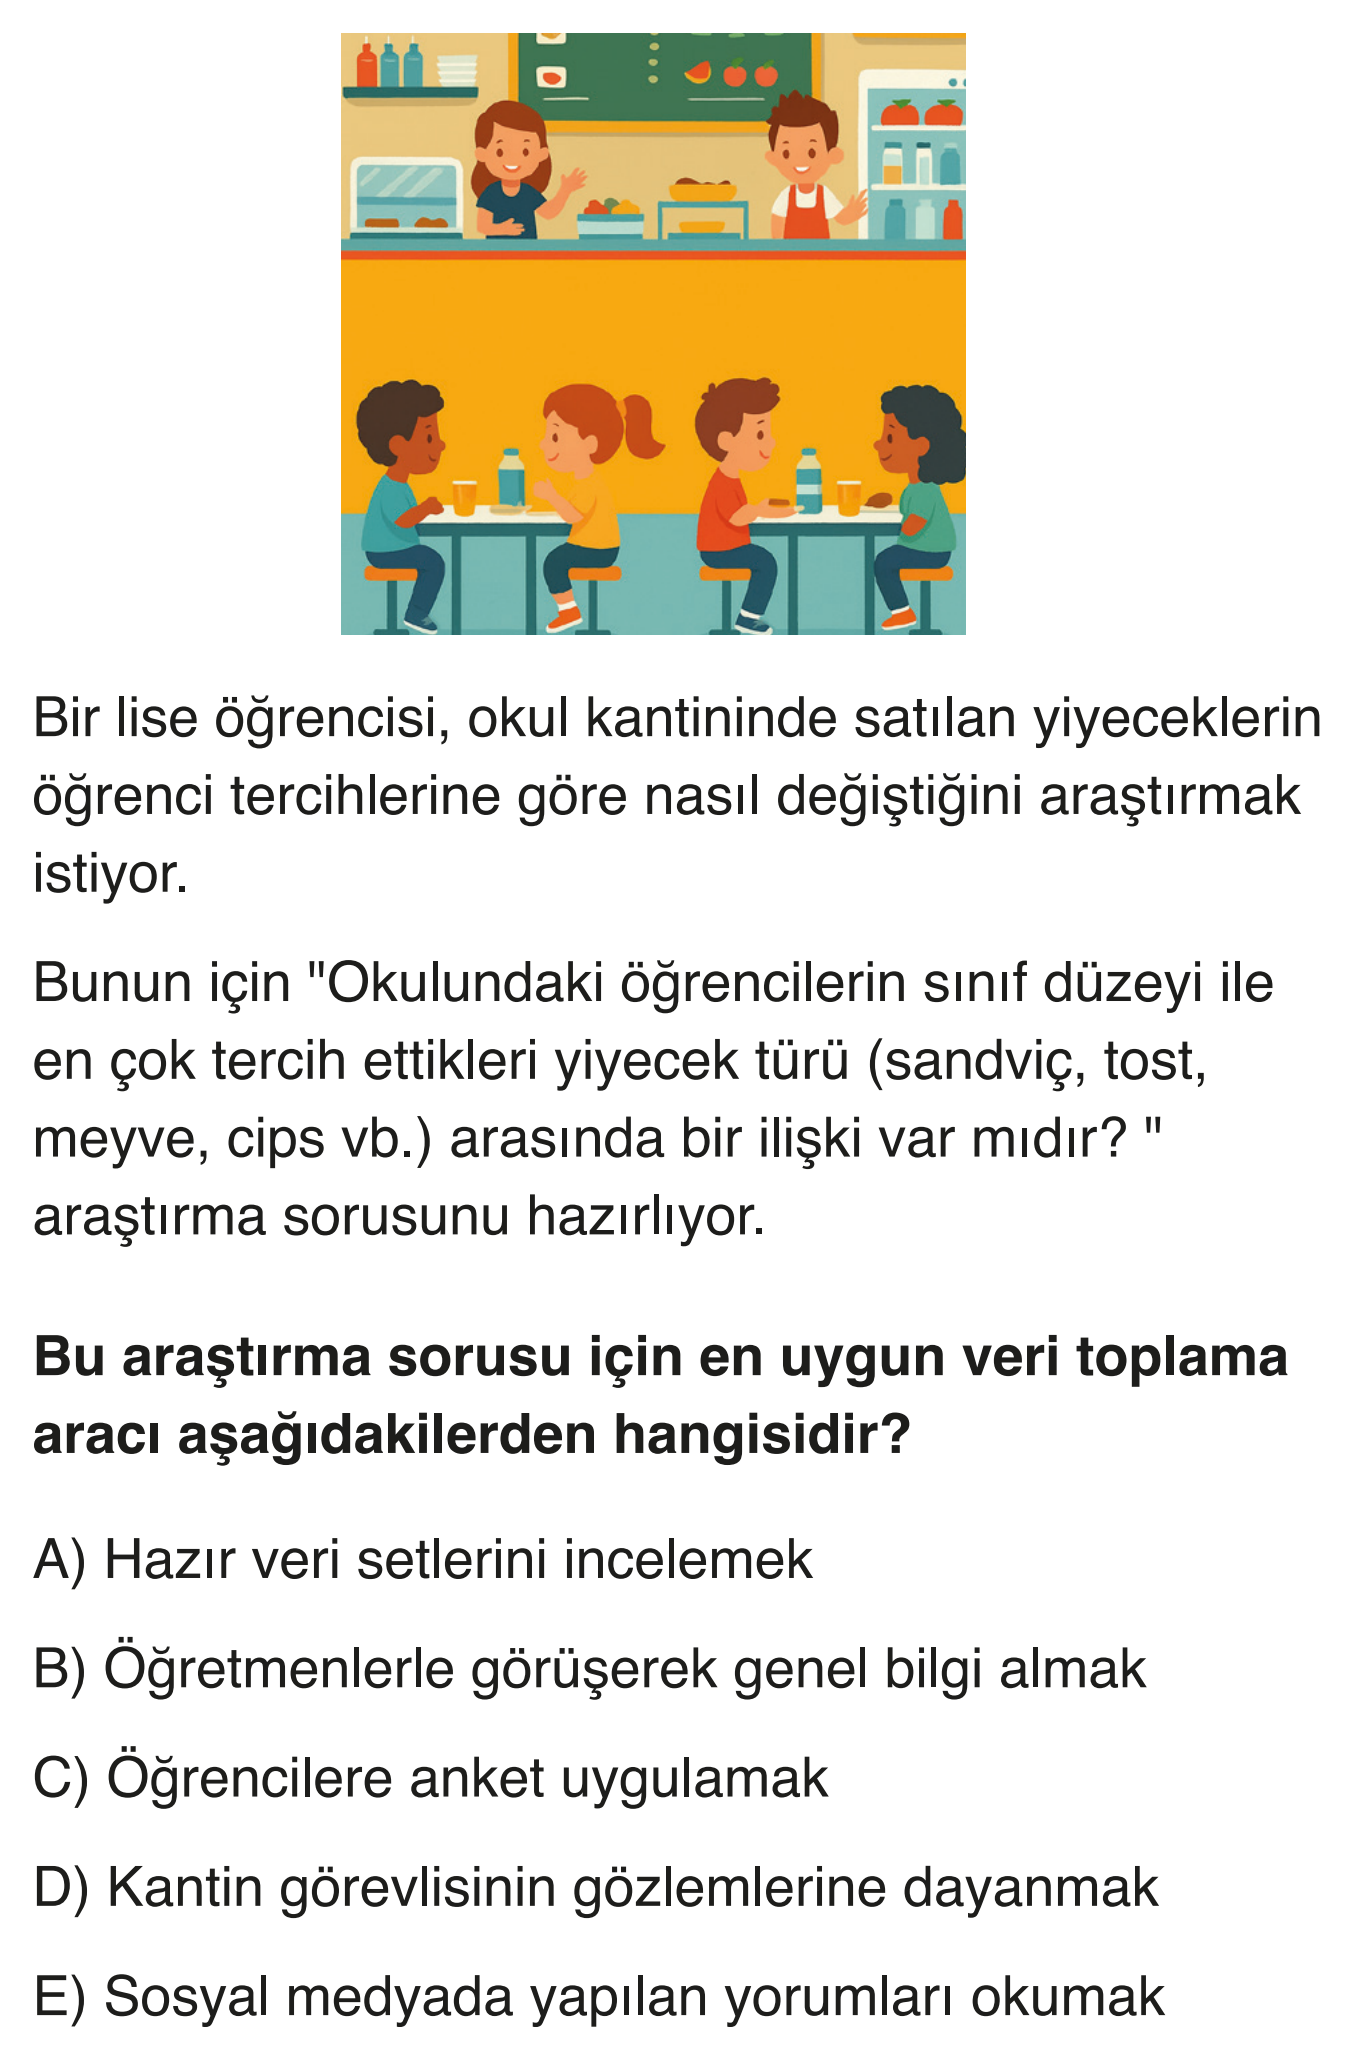 Bir lise öğrencisi, okul kantininde satılan yiyeceklerin
öğrenci tercihlerine göre nasıl değiştiğini araştırmak
istiyor.
Bunun için "Okulundaki öğrencilerin sınıf düzeyi ile
en çok tercih ettikleri yiyecek türü (sandviç, tost,
meyve, cips vb.) arasında bir ilişki var mıdır? "
araştırma sorusunu hazırlıyor.
Bu araştırma sorusu için en uygun veri toplama
aracı aşağıdakilerden hangisidir?
A) Hazır veri setlerini incelemek
B) Öğretmenlerle görüşerek genel bilgi almak
C) Öğrencilere anket uygulamak
D) Kantin görevlisinin gözlemlerine dayanmak
E) Sosyal medyada yapılan yorumları okumak